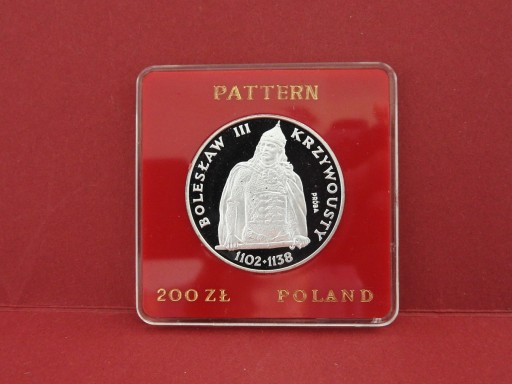 PATTERN
BOLESŁAW III KRZYWOUSTY
PRÓBA
1102·1138
200 ZŁ POLAND